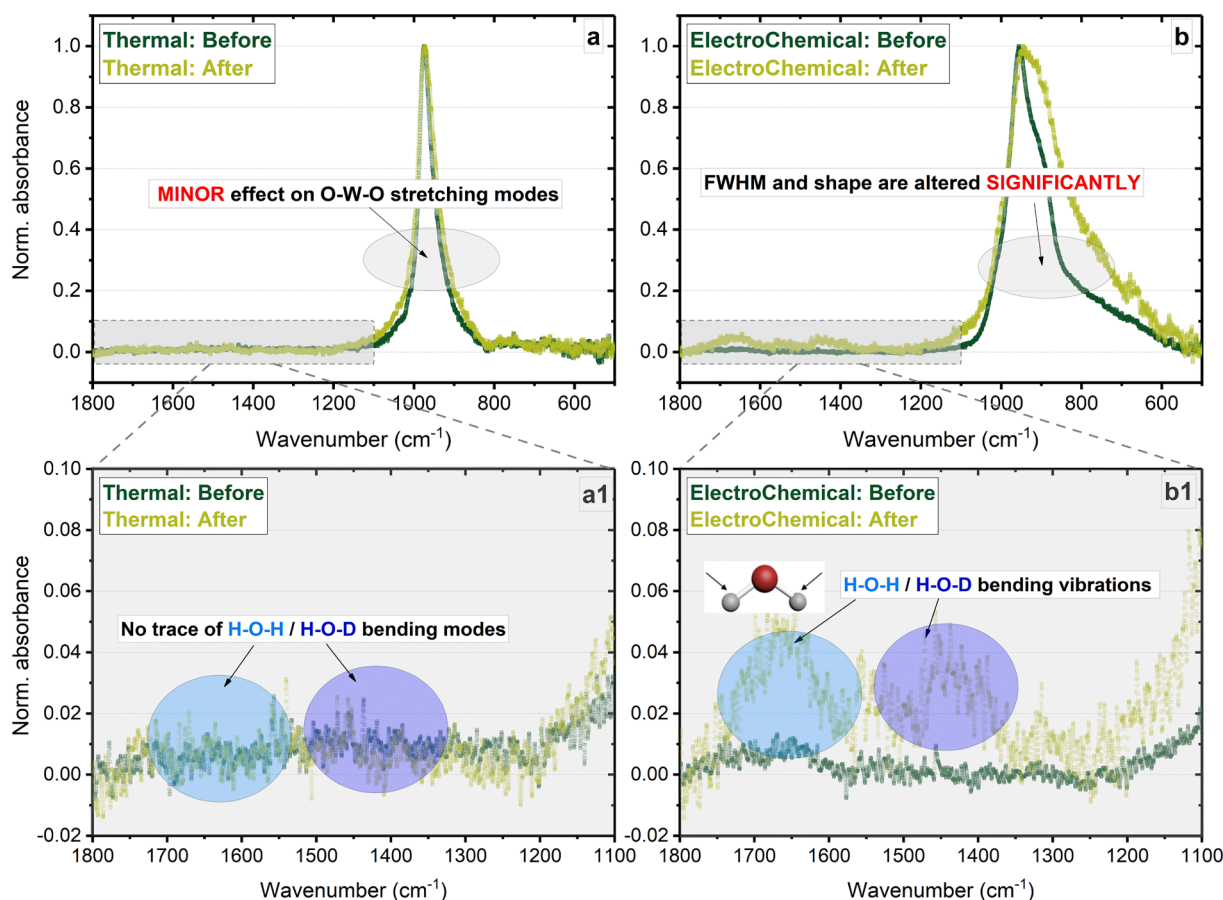 Thermal: Before
Thermal: After
a
MINOR effect on O-W-O stretching modes
Norm. absorbance
1.0
0.8
0.6
0.4
0.2
0.0
1800 1600 1400 1200 1000 800 600
Wavenumber (cm⁻¹)
ElectroChemical: Before
ElectroChemical: After
b
FWHM and shape are altered SIGNIFICANTLY
1.0
0.8
0.6
0.4
0.2
0.0
1800 1600 1400 1200 1000 800 600
Wavenumber (cm⁻¹)
Thermal: Before
Thermal: After
a1
No trace of H-O-H / H-O-D bending modes
Norm. absorbance
0.10
0.08
0.06
0.04
0.02
0.00
-0.02
1800 1700 1600 1500 1400 1300 1200 1100
Wavenumber (cm⁻¹)
ElectroChemical: Before
ElectroChemical: After
b1
H-O-H / H-O-D bending vibrations
0.10
0.08
0.06
0.04
0.02
0.00
-0.02
1800 1700 1600 1500 1400 1300 1200 1100
Wavenumber (cm⁻¹)